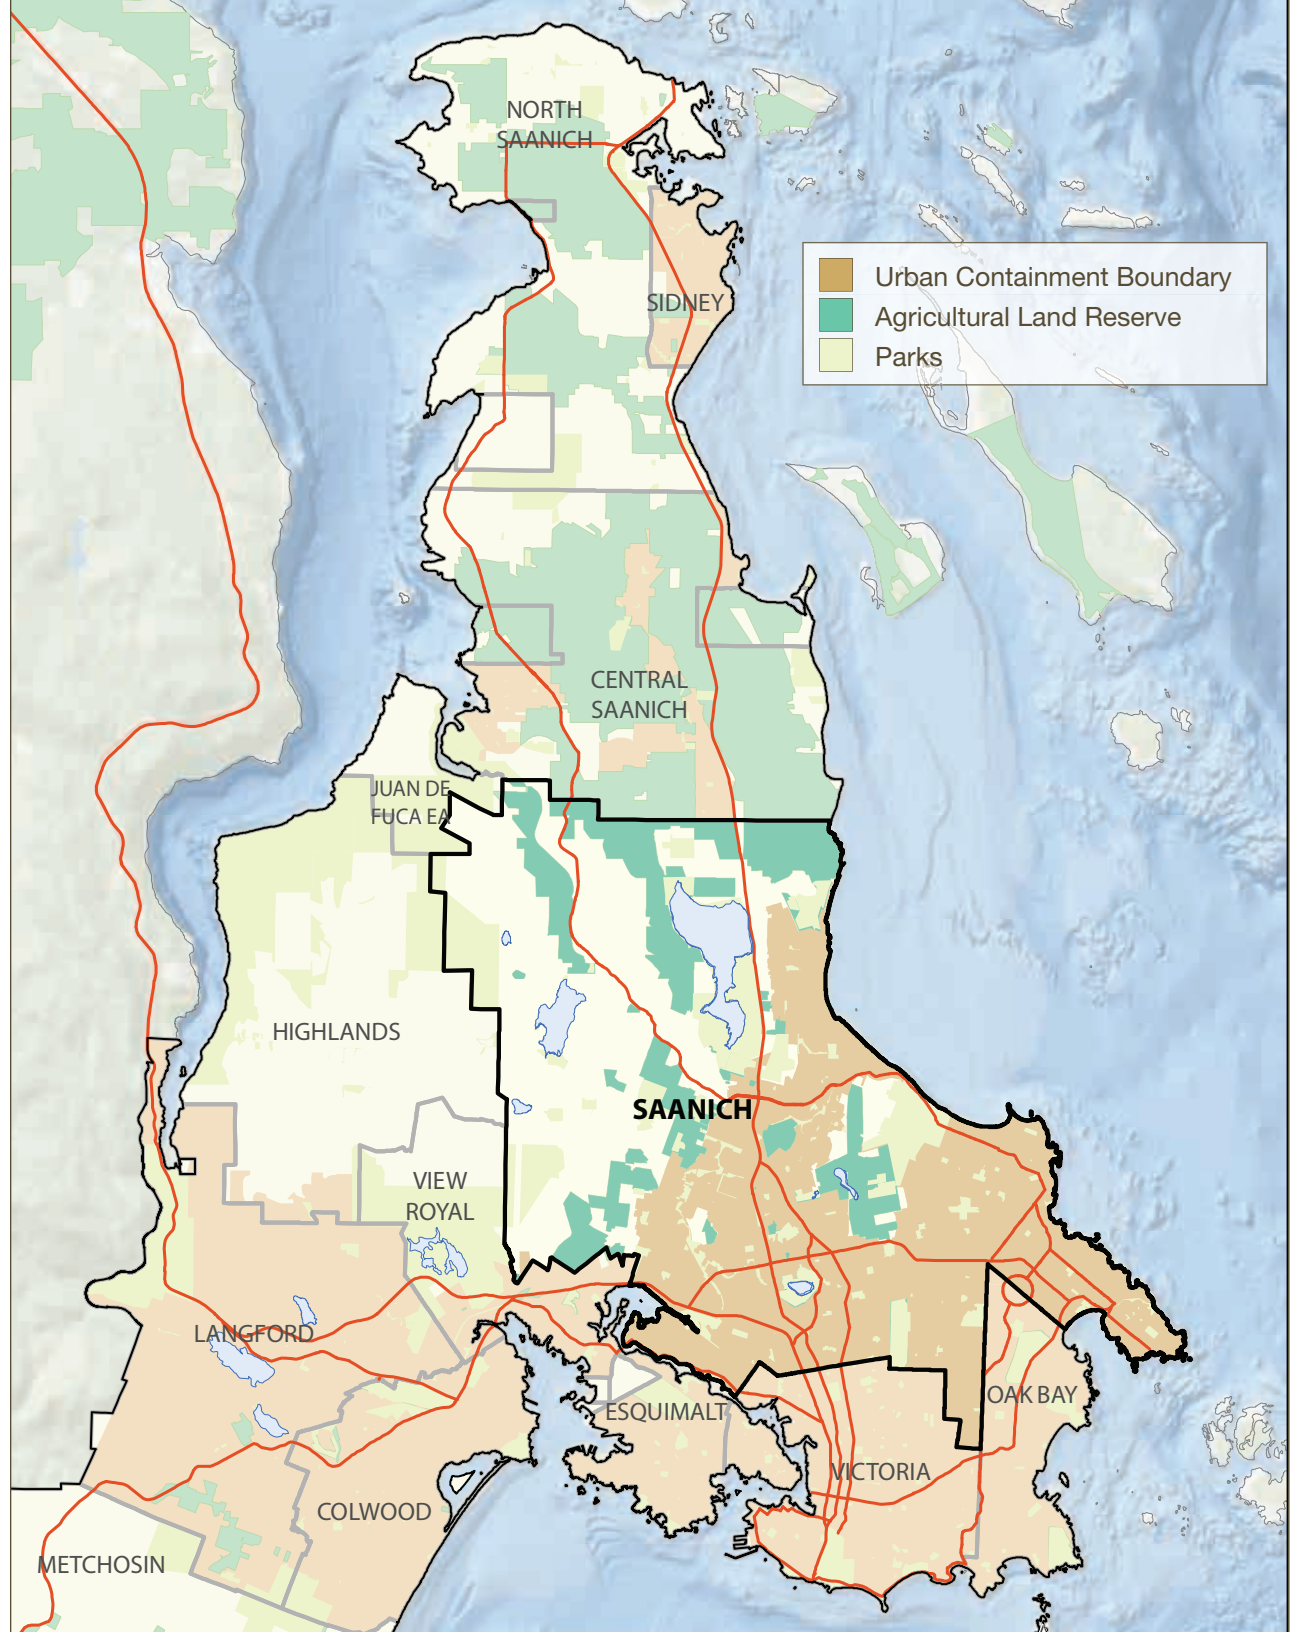 NORTH
SAANICH
SIDNEY
Urban Containment Boundary
Agricultural Land Reserve
Parks
CENTRAL
SAANICH
JUAN DE
FUCA EA
HIGHLANDS
SAANICH
VIEW
ROYAL
LANGFORD
OAK BAY
ESQUIMALT
VICTORIA
COLWOOD
METCHOSIN